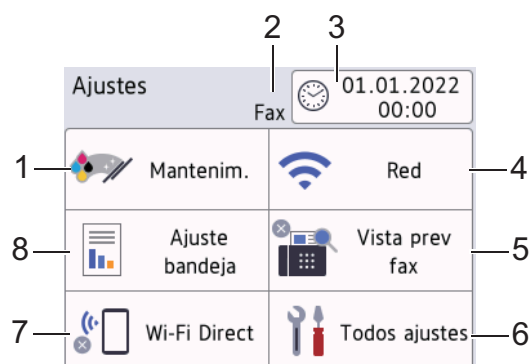 2 3
Ajustes
Fax
01.01.2022
00:00
1 Mantenim. Red 4
8 Ajuste
bandeja
Vista prev
fax 5
7 Wi-Fi Direct Todos ajustes 6